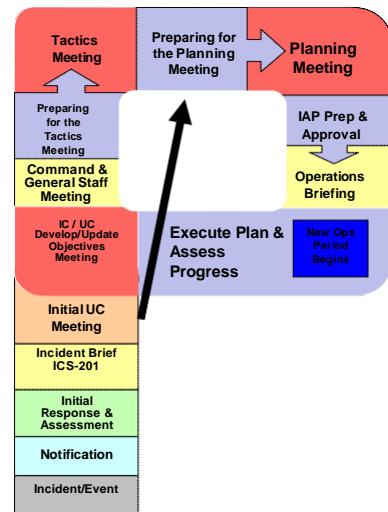 Tactics
Meeting
Preparing for
the Planning
Meeting
Planning
Meeting
Preparing
for the
Tactics
Meeting
IAP Prep &
Approval
Command &
General Staff
Meeting
Operations
Briefing
IC / UC
Develop/Update
Objectives
Meeting
Execute Plan &
Assess
Progress
New Ops
Period
Begins
Initial UC
Meeting
Incident Brief
ICS-201
Initial
Response &
Assessment
Notification
Incident/Event